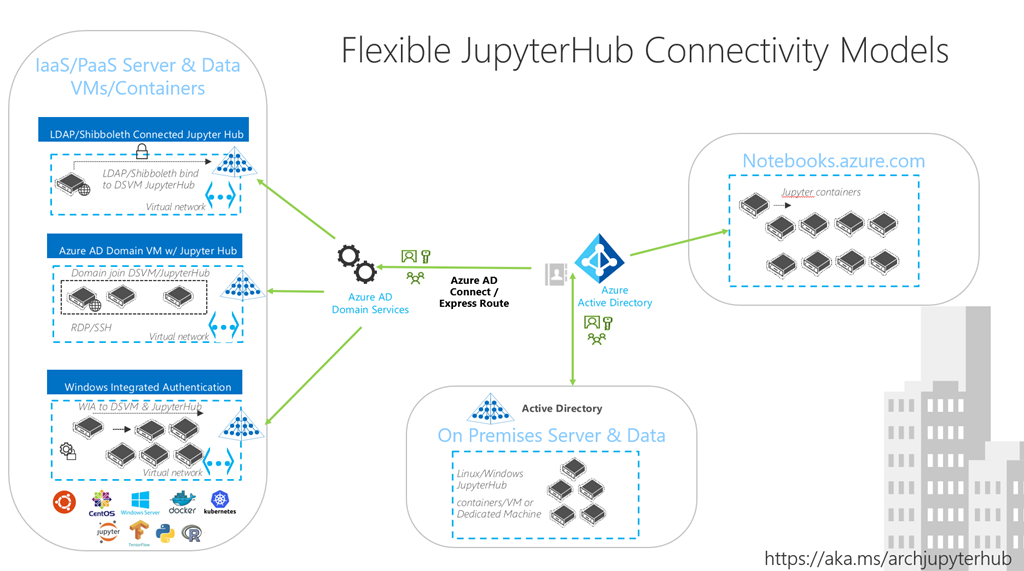 Flexible JupyterHub Connectivity Models
IaaS/PaaS Server & Data
VMs/Containers
LDAP/Shibboleth Connected Jupyter Hub
LDAP/Shibboleth bind
to DSVM JupyterHub
Virtual network
Azure AD Domain VM w/ Jupyter Hub
Domain join DSVM/JupyterHub
RDP/SSH
Virtual network
Windows Integrated Authentication
WIA to DSVM & JupyterHub
Virtual network
CentOS
Windows Server
docker
kubernetes
jupyter
TensorFlow
R
Azure AD
Domain Services
Azure AD
Connect /
Express Route
Azure
Active Directory
Notebooks.azure.com
Jupyter containers
Active Directory
On Premises Server & Data
Linux/Windows
JupyterHub
containers/VM or
Dedicated Machine
https://aka.ms/archjupyterhub